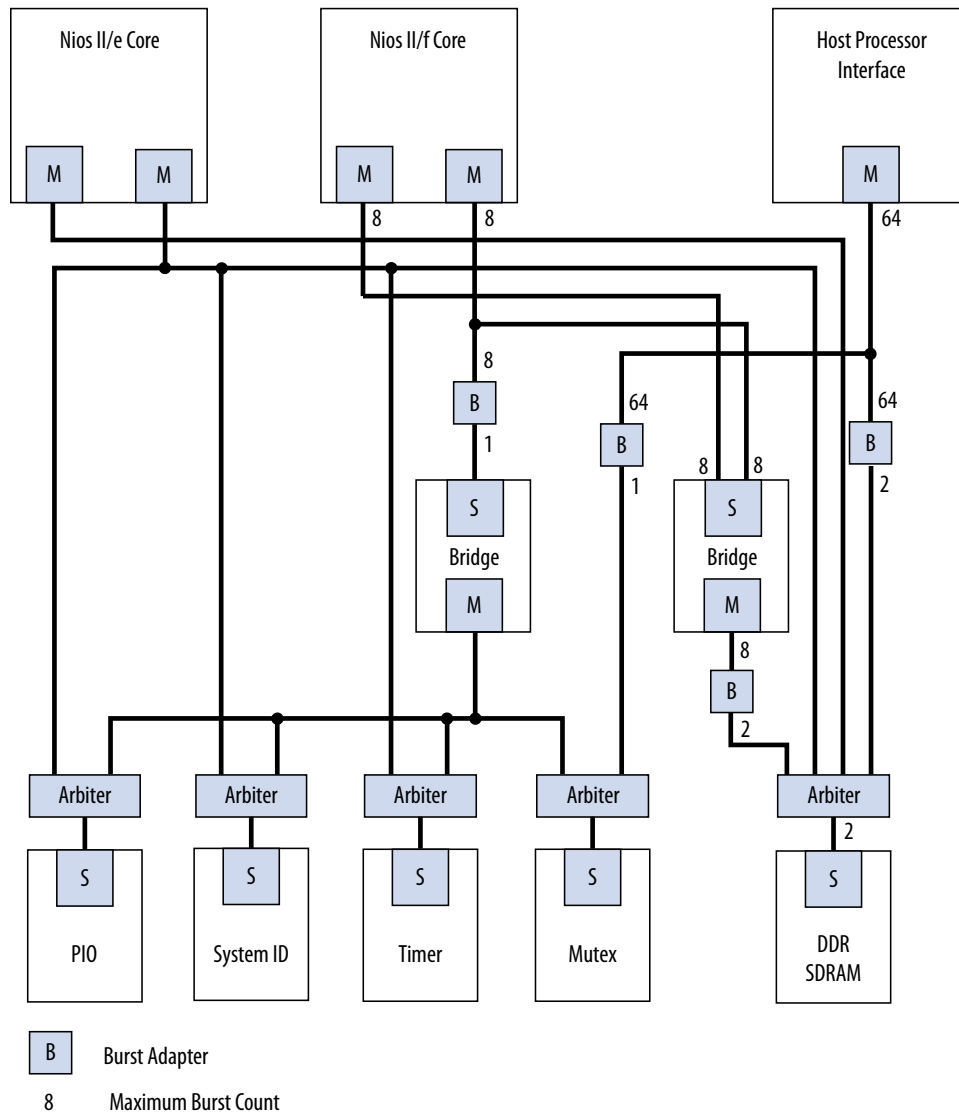 Nios II/e Core
Nios II/f Core
Host Processor
Interface
M
M
M
M
M
8
8
64
8
64
64
B
B
B
1
1
2
8
8
S
S
Bridge
Bridge
M
M
8
B
2
Arbiter
Arbiter
Arbiter
Arbiter
Arbiter
2
S
S
S
S
S
PIO
System ID
Timer
Mutex
DDR
SDRAM
B
Burst Adapter
8
Maximum Burst Count